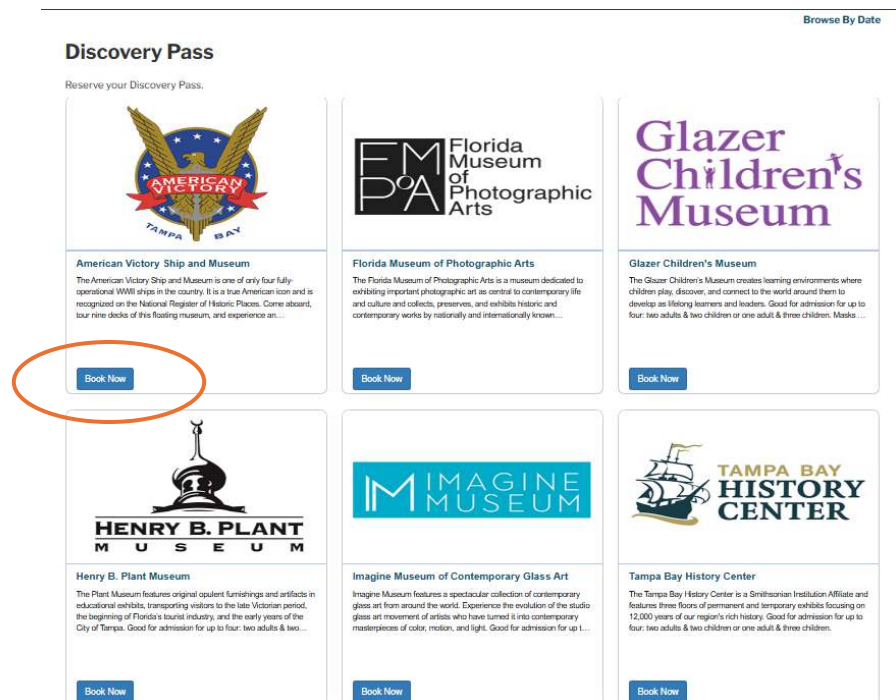 Browse By Date
Discovery Pass
Reserve your Discovery Pass.
AMERICAN
VICTORY
TAMPA BAY
American Victory Ship and Museum
The American Victory Ship and Museum is one of only four fully-
operational WWII ships in the country. It is a true American icon and is
recognized on the National Register of Historic Places. Come aboard,
tour nine decks of this floating museum, and experience an…
Book Now
FM
PoA
Florida
Museum
of
Photographic
Arts
Florida Museum of Photographic Arts
The Florida Museum of Photographic Arts is a museum dedicated to
exhibiting important photographic art as central to contemporary life
and culture and collects, preserves, and exhibits historic and
contemporary works by nationally and internationally known…
Book Now
Glazer
Children's
Museum
Glazer Children's Museum
The Glazer Children's Museum creates learning environments where
children play, discover, and connect to the world around them to
develop as lifelong learners and leaders. Good for admission for up to
four: two adults & two children or one adult & three children. Masks…
Book Now
HENRY B. PLANT
MUSEUM
Henry B. Plant Museum
The Plant Museum features original opulent furnishings and artifacts in
educational exhibits, transporting visitors to the late Victorian period,
the beginning of Florida's tourist industry, and the early years of the
City of Tampa. Good for admission for up to four: two adults & two…
Book Now
IM
IMAGINE
MUSEUM
Imagine Museum of Contemporary Glass Art
Imagine Museum features a spectacular collection of contemporary
glass art from around the world. Experience the evolution of the studio
glass art movement of artists who have turned it into contemporary
masterpieces of color, motion, and light. Good for admission for up t…
Book Now
TAMPA BAY
HISTORY
CENTER
Tampa Bay History Center
The Tampa Bay History Center is a Smithsonian Institution Affiliate and
features three floors of permanent and temporary exhibits focusing on
12,000 years of our region's rich history. Good for admission for up to
four: two adults & two children or one adult & three children.
Book Now